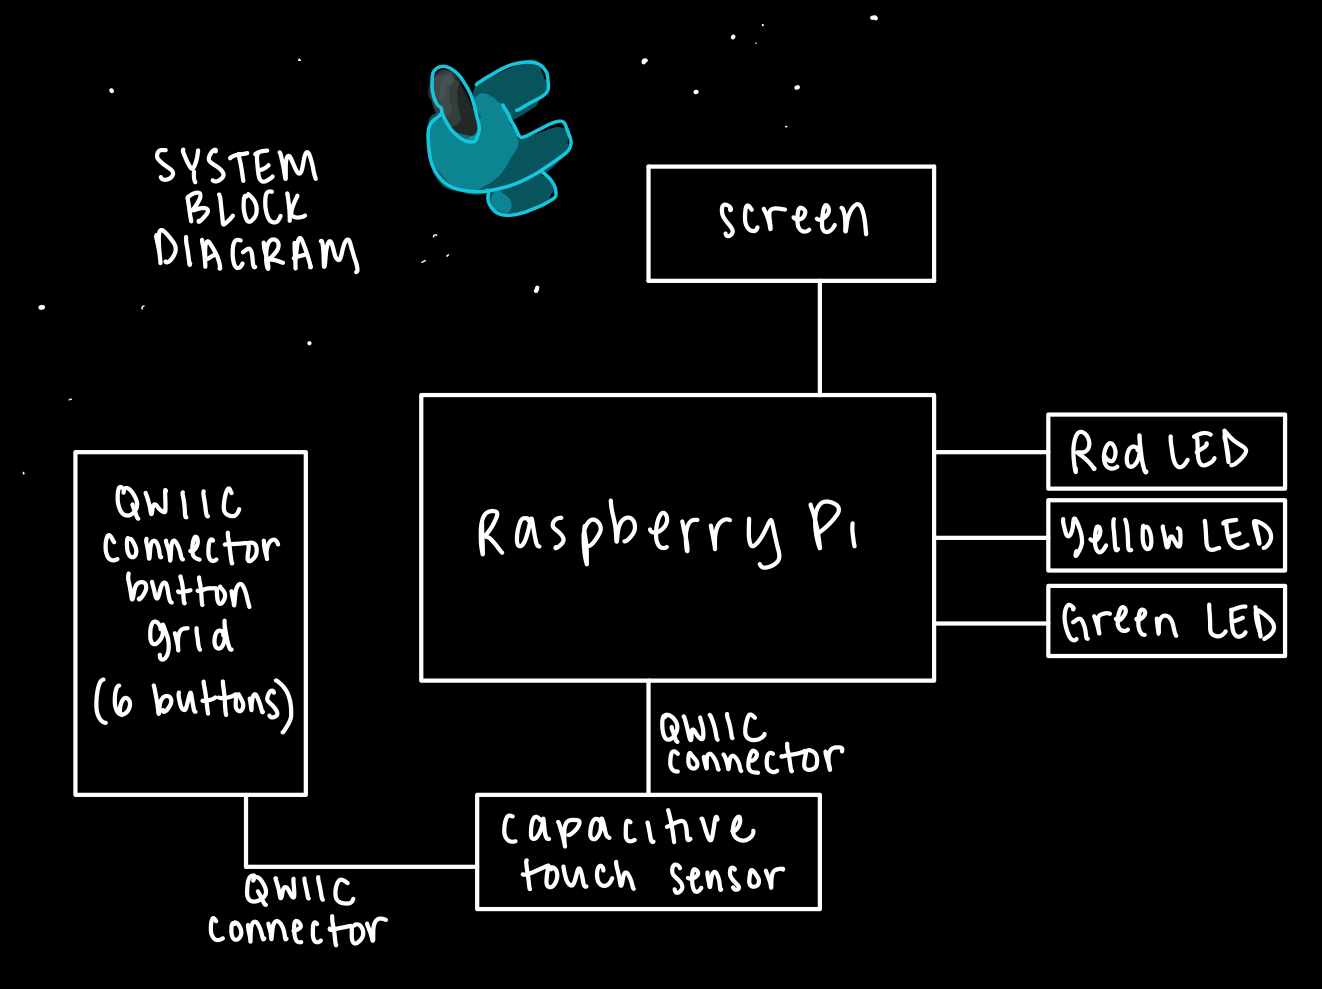 SYSTEM
BLOCK
DIAGRAM
screen
Raspberry Pi
Red LED
Yellow LED
Green LED
QWIIC
connector
button
grid
(6 buttons)
QWIIC
connector
capacitive
touch sensor
QWIIC
connector